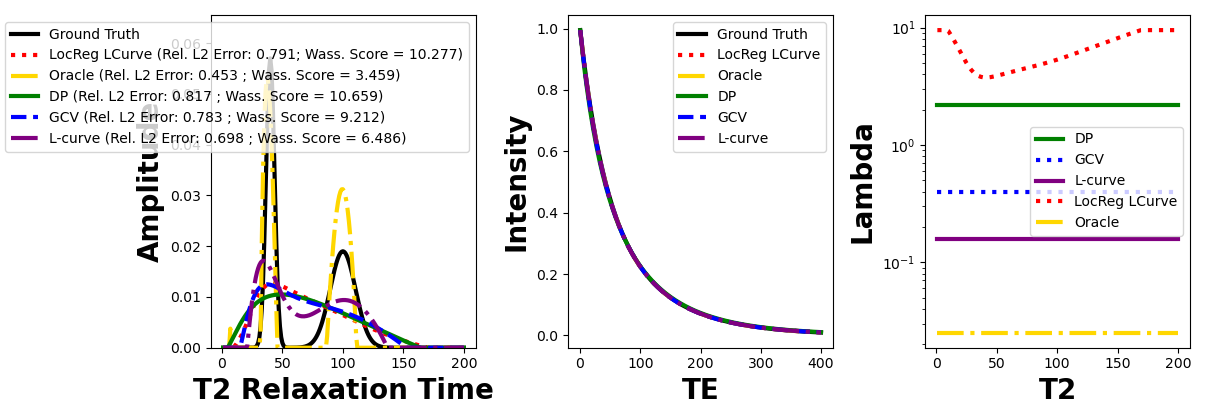 Ground Truth
LocReg LCurve (Rel. L2 Error: 0.791; Wass. Score = 10.277)
Oracle (Rel. L2 Error: 0.453 ; Wass. Score = 3.459)
DP (Rel. L2 Error: 0.817 ; Wass. Score = 10.659)
GCV (Rel. L2 Error: 0.783 ; Wass. Score = 9.212)
L-curve (Rel. L2 Error: 0.698 ; Wass. Score = 6.486)
Amplitude
0.06
0.04
0.03
0.02
0.01
0.00
0
50
100
150
200
T2 Relaxation Time
Ground Truth
LocReg LCurve
Oracle
DP
GCV
L-curve
Intensity
1.0
0.8
0.6
0.4
0.2
0.0
0
100
200
300
400
TE
DP
GCV
L-curve
LocReg LCurve
Oracle
Lambda
10¹
10⁰
10⁻¹
0
50
100
150
200
T2